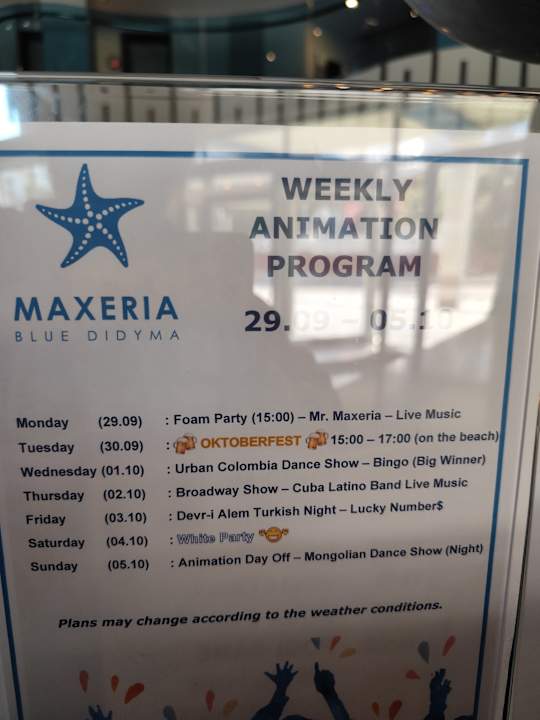 WEEKLY
ANIMATION
PROGRAM
29.09 – 05.10
MAXERIA
BLUE DIDYMA
Monday (29.09) : Foam Party (15:00) – Mr. Maxeria – Live Music
Tuesday (30.09) : OKTOBERFEST 15:00 – 17:00 (on the beach)
Wednesday (01.10) : Urban Colombia Dance Show – Bingo (Big Winner)
Thursday (02.10) : Broadway Show – Cuba Latino Band Live Music
Friday (03.10) : Devr-i Alem Turkish Night – Lucky Number$
Saturday (04.10) : White Party
Sunday (05.10) : Animation Day Off – Mongolian Dance Show (Night)
Plans may change according to the weather conditions.